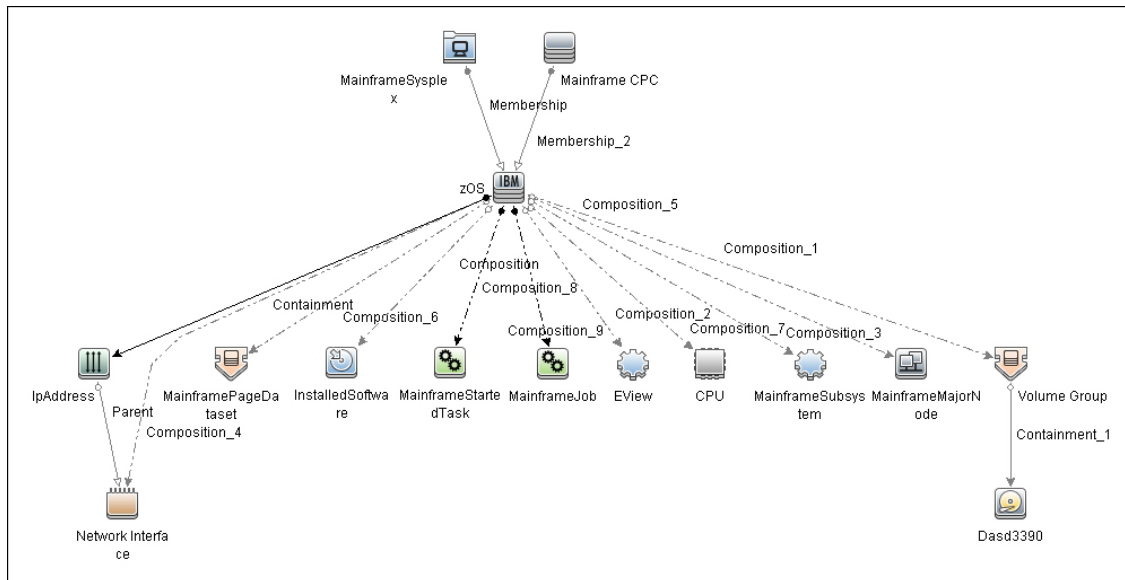 MainframeSysple
x
Mainframe CPC
Membership
Membership_2
IBM
zOS
Composition_5
Composition_1
Composition
Containment
Composition_8
Composition_6
Composition_2
Composition_9
Composition_7
Composition_3
IpAddress
MainframePageDa
taset
InstalledSoftwa
re
MainframeStarte
dTask
MainframeJob
EView
CPU
MainframeSubsys
tem
MainframeMajorN
ode
Volume Group
Parent
Composition_4
Containment_1
Network Interfa
ce
Dasd3390